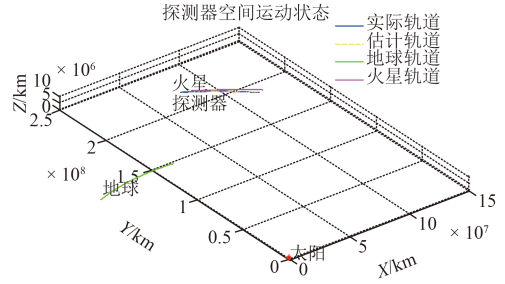 探测器空间运动状态
实际轨道
估计轨道
地球轨道
火星轨道
× 10⁶
10
5
0
Z/km
2.5
2
1.5
1
0.5
0
× 10⁸
Y/km
火星
探测器
地球
太阳
0
5
10
15
× 10⁷
X/km